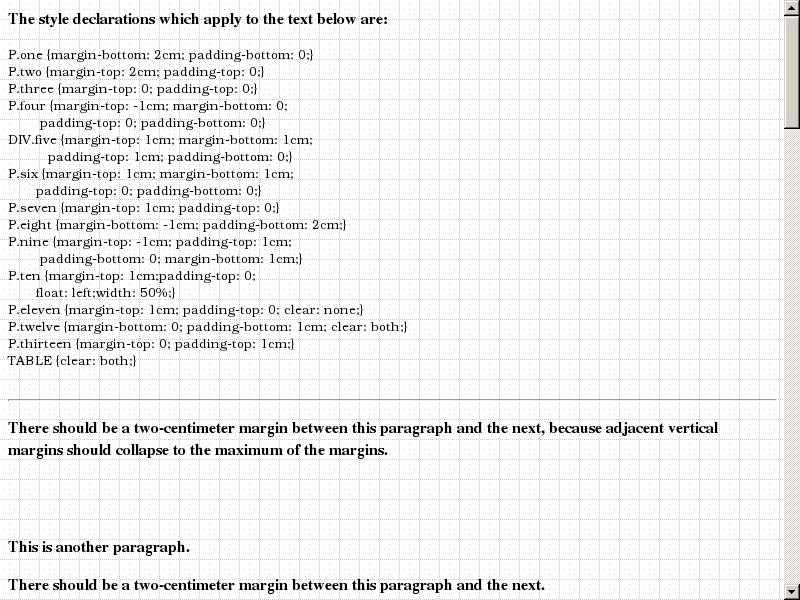 The style declarations which apply to the text below are:
P.one {margin-bottom: 2cm; padding-bottom: 0;}
P.two {margin-top: 2cm; padding-top: 0;}
P.three {margin-top: 0; padding-top: 0;}
P.four {margin-top: -1cm; margin-bottom: 0;
padding-top: 0; padding-bottom: 0;}
DIV.five {margin-top: 1cm; margin-bottom: 1cm;
padding-top: 1cm; padding-bottom: 0;}
P.six {margin-top: 1cm; margin-bottom: 1cm;
padding-top: 0; padding-bottom: 0;}
P.seven {margin-top: 1cm; padding-top: 0;}
P.eight {margin-bottom: -1cm; padding-bottom: 2cm;}
P.nine {margin-top: -1cm; padding-top: 1cm;
padding-bottom: 0; margin-bottom: 1cm;}
P.ten {margin-top: 1cm;padding-top: 0;
float: left;width: 50%;}
P.eleven {margin-top: 1cm; padding-top: 0; clear: none;}
P.twelve {margin-bottom: 0; padding-bottom: 1cm; clear: both;}
P.thirteen {margin-top: 0; padding-top: 1cm;}
TABLE {clear: both;}
There should be a two-centimeter margin between this paragraph and the next, because adjacent vertical
margins should collapse to the maximum of the margins.
This is another paragraph.
There should be a two-centimeter margin between this paragraph and the next.